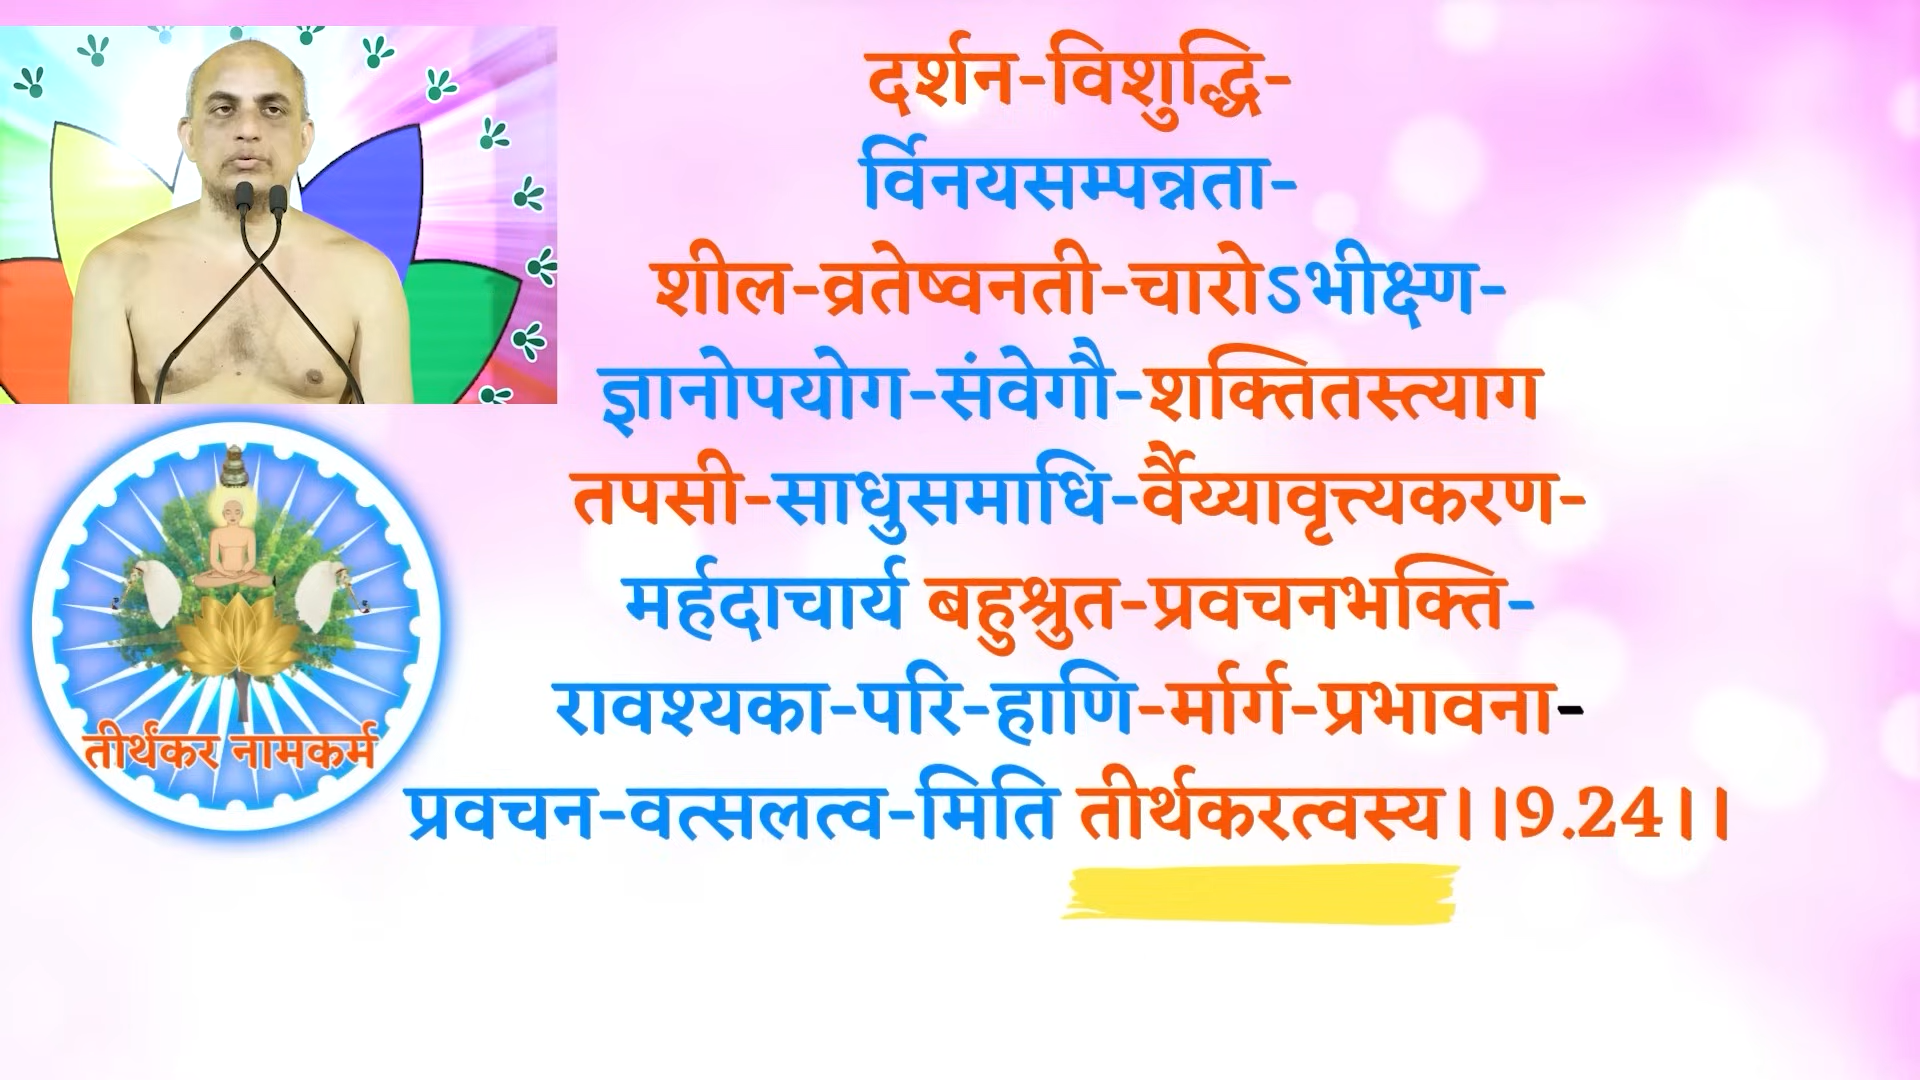 दर्शन-विशुद्धि-
र्विनयसम्पन्नता-
शील-व्रतेष्वनती-चारोऽभीक्ष्ण-
ज्ञानोपयोग-संवेगौ-शक्तितस्त्याग
तपसी-साधुसमाधि-र्वैय्यावृत्त्यकरण-
मर्हदाचार्य बहुश्रुत-प्रवचनभक्ति-
रावश्यका-परि-हाणि-र्मार्ग-प्रभावना-
प्रवचन-वत्सलत्व-मिति तीर्थकरत्वस्य।।9.24।।
तीर्थंकर नामकर्म